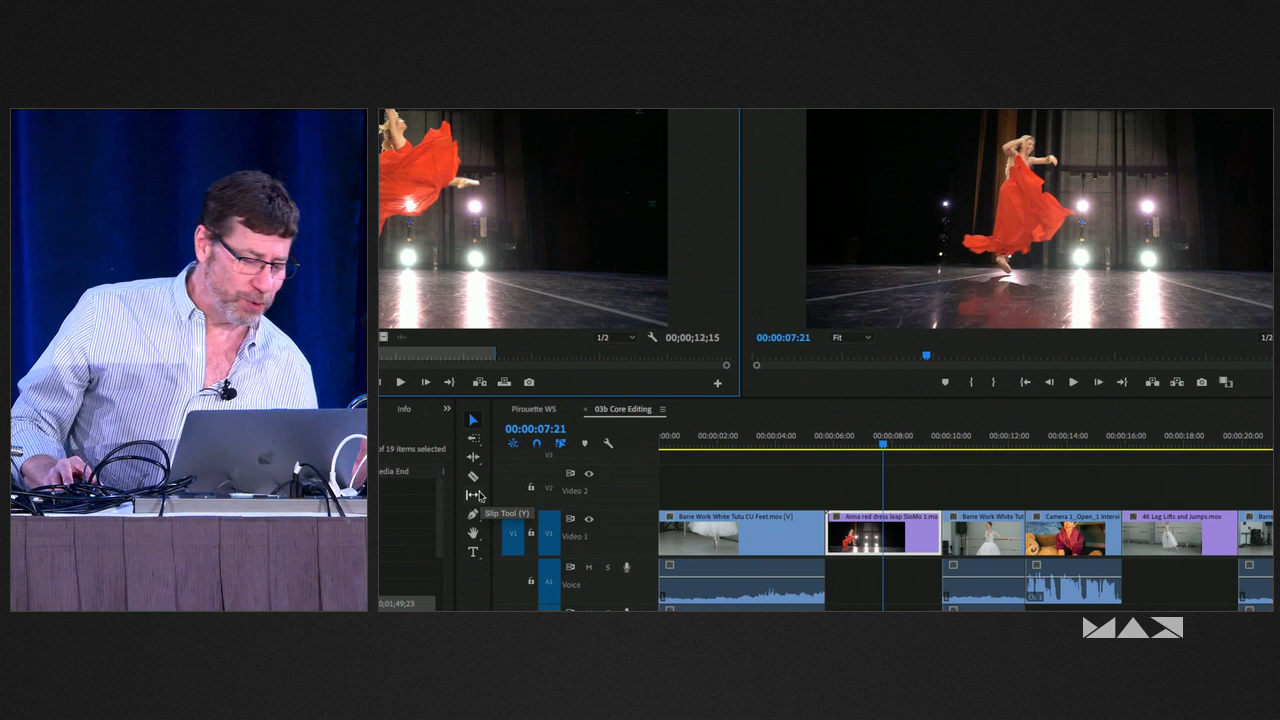 1/2
00;00;12;15
00:00:07:21
Fit
1/2
Info
Pirouette WS
× 03b Core Editing
00:00:07:21
:00:00 00:00:02:00 00:00:04:00 00:00:06:00 00:00:08:00 00:00:10:00 00:00:12:00 00:00:14:00 00:00:16:00 00:00:18:00 00:00:20:00
of 19 items selected
V3
edia End
V2
Video 2
Slip Tool (Y)
Barre Work White Tutu CU Feet.mov [V]
Anna red dress leap SloMo 1.mo
Barre Work White Tut
Camera 1_Open_1 Intervi
4K Leg Lifts and Jumps.mov
Barre
V1
V1
Video 1
M S
A1
Voice
Ch. 1
0;01;49;23
MAX